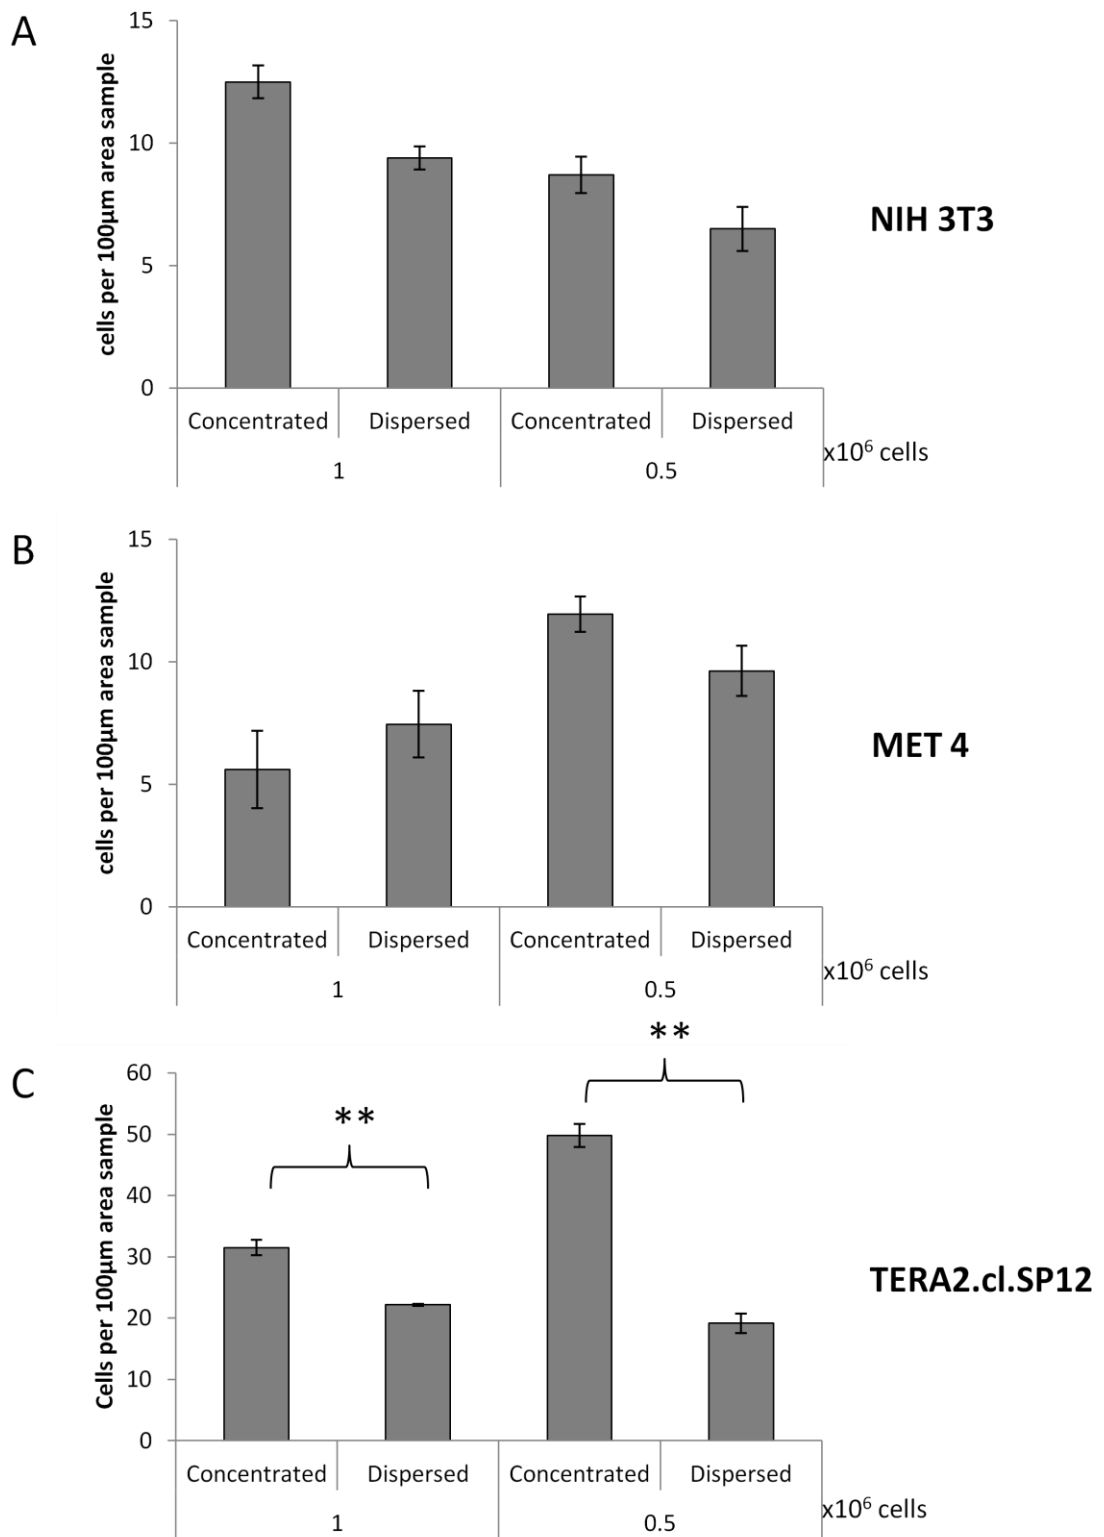 A
cells per 100µm area sample
15
10
5
0
Concentrated Dispersed Concentrated Dispersed
1 0.5
x10⁶ cells
NIH 3T3
B
cells per 100µm area sample
15
10
5
0
Concentrated Dispersed Concentrated Dispersed
1 0.5
x10⁶ cells
MET 4
C
Cells per 100µm area sample
60
50
40
30
20
10
0
**
**
Concentrated Dispersed Concentrated Dispersed
1 0.5
x10⁶ cells
TERA2.cl.SP12